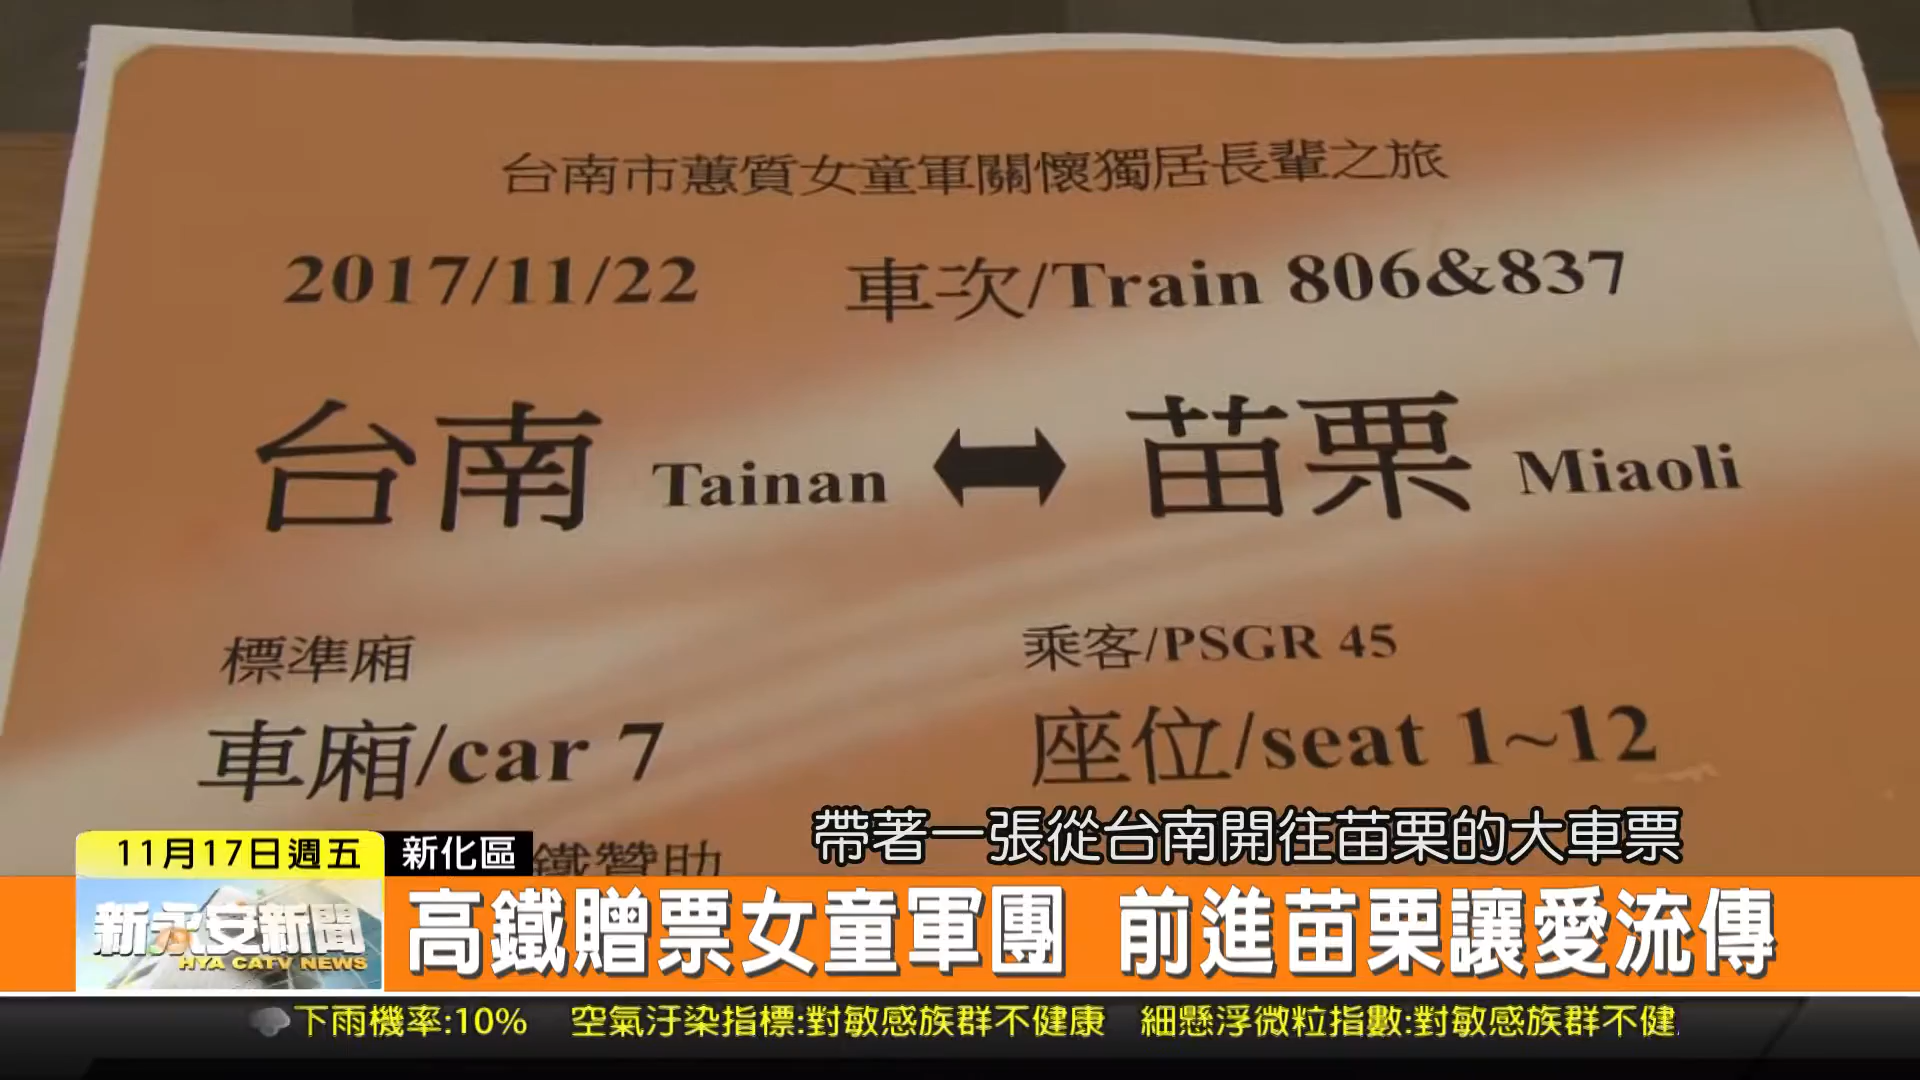 台南市蕙質女童軍關懷獨居長輩之旅
2017/11/22 車次/Train 806&837
台南 Tainan ⬌ 苗栗 Miaoli
標準廂 乘客/PSGR 45
車廂/car 7 座位/seat 1~12
鐵贊助
帶著一張從台南開往苗栗的大車票
11月17日週五 新化區
新永安新聞
HYA CATV NEWS
高鐵贈票女童軍團 前進苗栗讓愛流傳
下雨機率:10% 空氣汙染指標:對敏感族群不健康 細懸浮微粒指數:對敏感族群不健